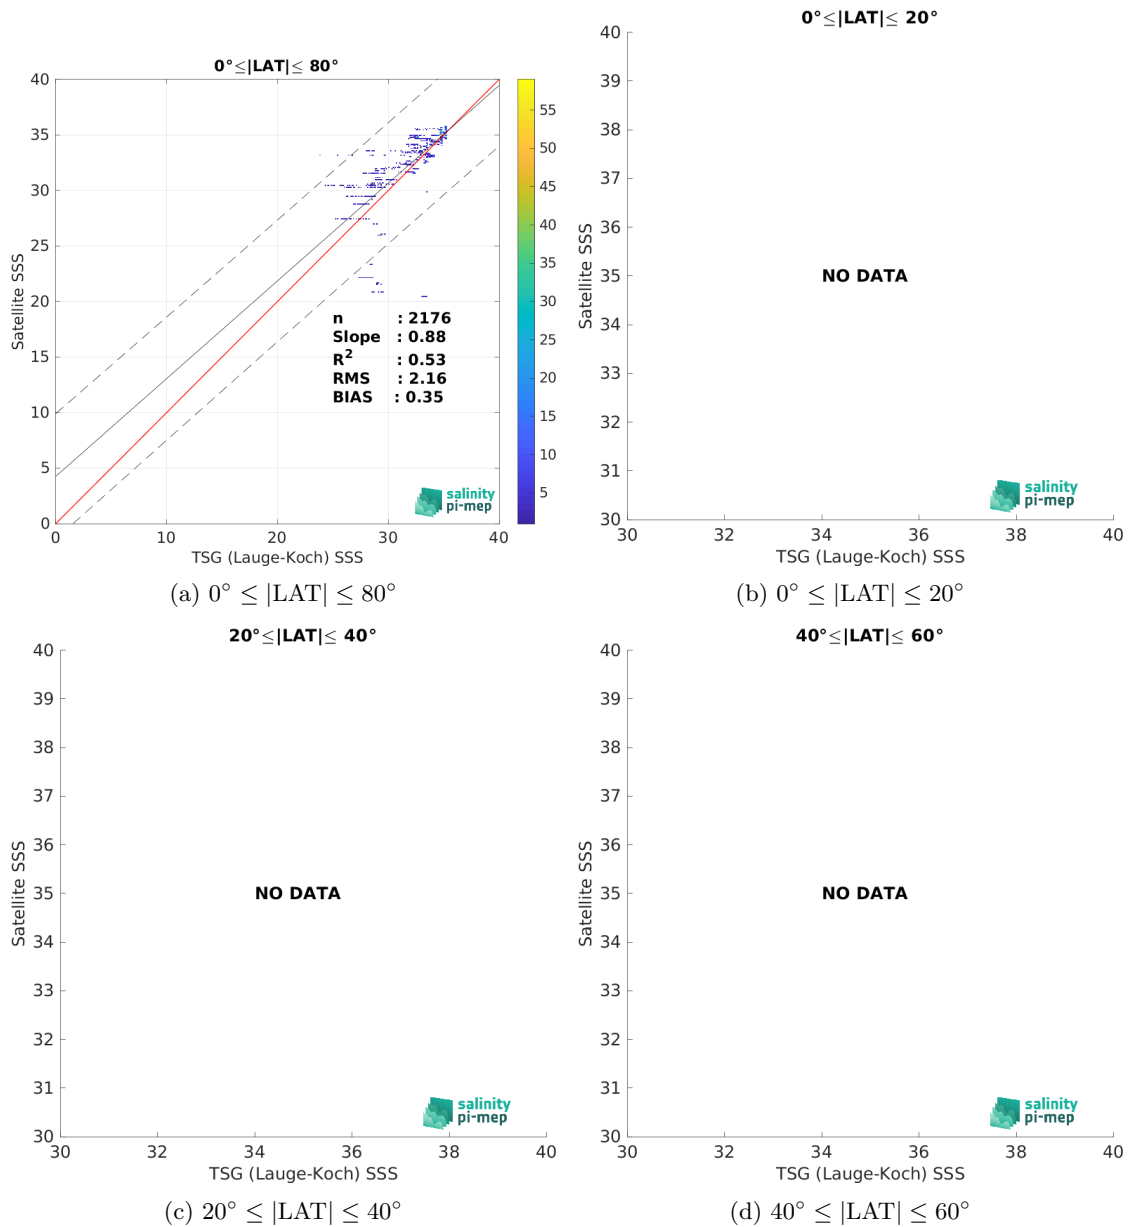 0°≤|LAT|≤ 80°
40
35
30
25
20
15
10
5
0
0 10 20 30 40
Satellite SSS
TSG (Lauge-Koch) SSS
n : 2176
Slope : 0.88
R² : 0.53
RMS : 2.16
BIAS : 0.35
salinity
pi-mep
55
50
45
40
35
30
25
20
15
10
5
(a) 0° ≤ |LAT| ≤ 80°
0°≤|LAT|≤ 20°
40
39
38
37
36
35
34
33
32
31
30
30 32 34 36 38 40
Satellite SSS
NO DATA
salinity
pi-mep
TSG (Lauge-Koch) SSS
(b) 0° ≤ |LAT| ≤ 20°
20°≤|LAT|≤ 40°
40
39
38
37
36
35
34
33
32
31
30
30 32 34 36 38 40
Satellite SSS
NO DATA
salinity
pi-mep
TSG (Lauge-Koch) SSS
(c) 20° ≤ |LAT| ≤ 40°
40°≤|LAT|≤ 60°
40
39
38
37
36
35
34
33
32
31
30
30 32 34 36 38 40
Satellite SSS
NO DATA
salinity
pi-mep
TSG (Lauge-Koch) SSS
(d) 40° ≤ |LAT| ≤ 60°